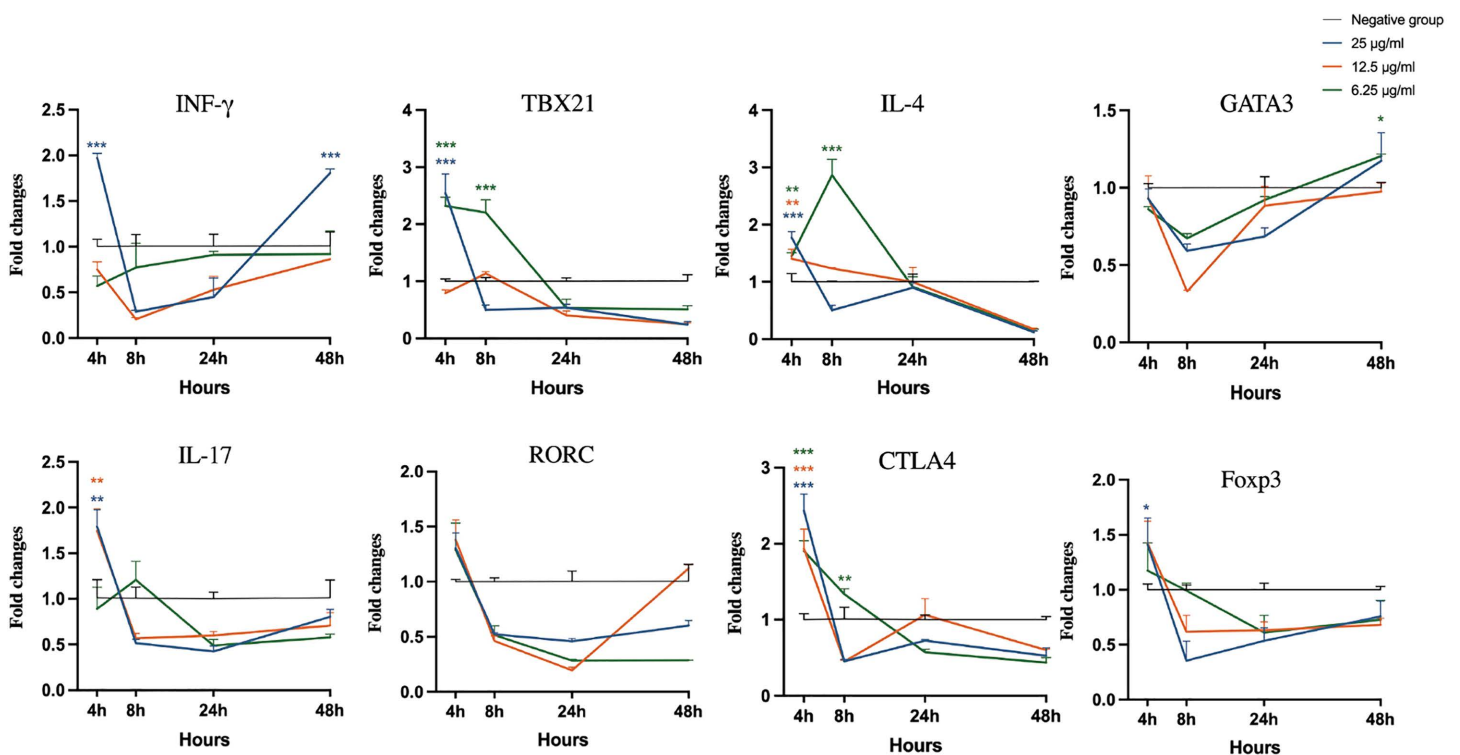 Negative group
25 µg/ml
12.5 µg/ml
6.25 µg/ml
INF-γ
Fold changes
2.5
2.0
1.5
1.0
0.5
0.0
***
***
4h 8h 24h 48h
Hours
TBX21
Fold changes
4
3
2
1
0
***
***
***
4h 8h 24h 48h
Hours
IL-4
Fold changes
4
3
2
1
0
**
**
***
***
4h 8h 24h 48h
Hours
GATA3
Fold changes
1.5
1.0
0.5
0.0
*
4h 8h 24h 48h
Hours
IL-17
Fold changes
2.5
2.0
1.5
1.0
0.5
0.0
**
**
4h 8h 24h 48h
Hours
RORC
Fold changes
2.0
1.5
1.0
0.5
0.0
4h 8h 24h 48h
Hours
CTLA4
Fold changes
3
2
1
0
***
***
***
**
4h 8h 24h 48h
Hours
Foxp3
Fold changes
2.0
1.5
1.0
0.5
0.0
*
4h 8h 24h 48h
Hours